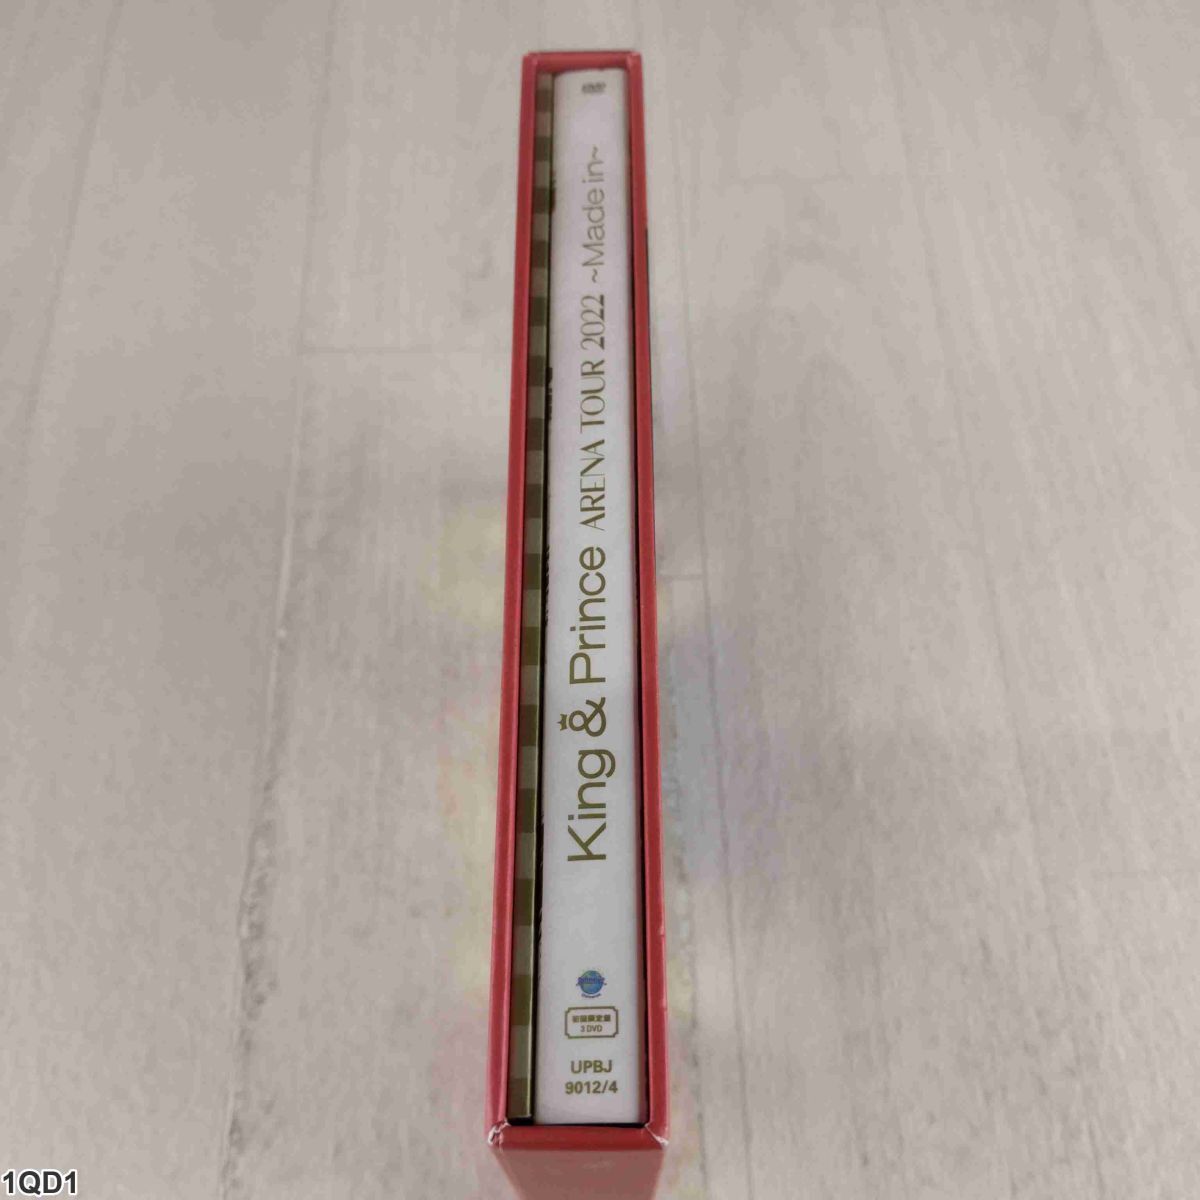 DVD
King & Prince ARENA TOUR 2022 ~Made in~
初回限定盤
3 DVD
UPBJ
9012/4
1QD1